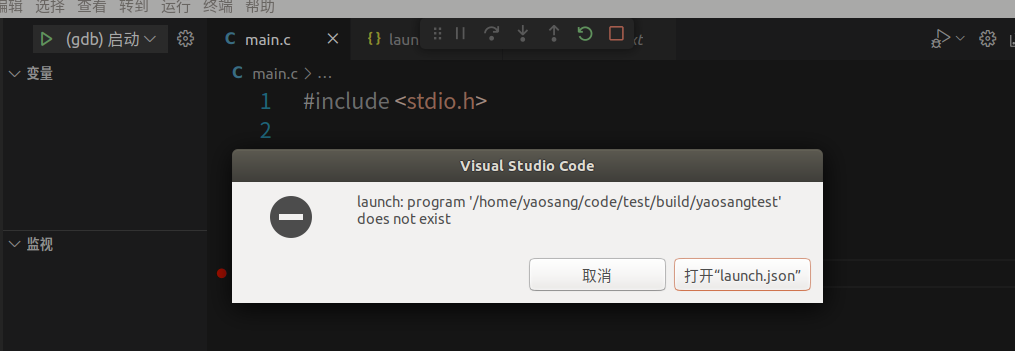 编辑 选择 查看 转到 运行 终端 帮助
(gdb) 启动
main.c
laun
xt
变量
main.c > ...
1 #include <stdio.h>
2
Visual Studio Code
launch: program '/home/yaosang/code/test/build/yaosangtest'
does not exist
监视
取消
打开“launch.json”